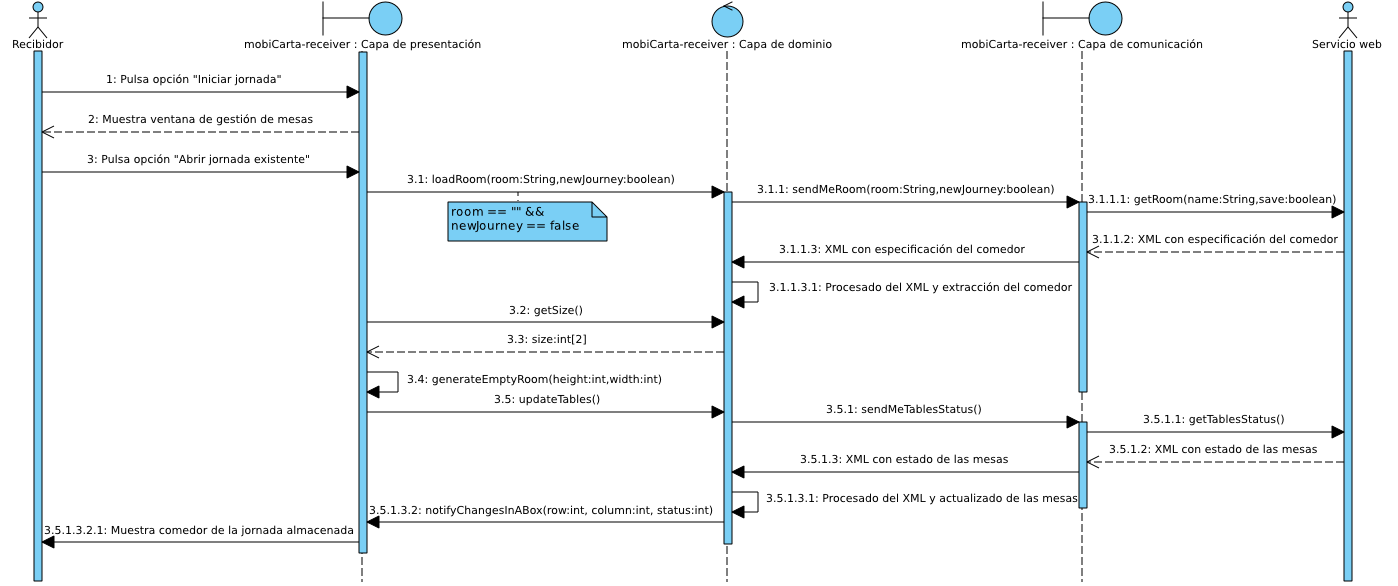 Recibidor
mobiCarta-receiver : Capa de presentación
mobiCarta-receiver : Capa de dominio
mobiCarta-receiver : Capa de comunicación
Servicio web
1: Pulsa opción "Iniciar jornada"
2: Muestra ventana de gestión de mesas
3: Pulsa opción "Abrir jornada existente"
3.1: loadRoom(room:String,newJourney:boolean)
3.1.1: sendMeRoom(room:String,newJourney:boolean)
3.1.1.1: getRoom(name:String,save:boolean)
room == "" &&
newJourney == false
3.1.1.2: XML con especificación del comedor
3.1.1.3: XML con especificación del comedor
3.1.1.3.1: Procesado del XML y extracción del comedor
3.2: getSize()
3.3: size:int[2]
3.4: generateEmptyRoom(height:int,width:int)
3.5: updateTables()
3.5.1: sendMeTablesStatus()
3.5.1.1: getTablesStatus()
3.5.1.2: XML con estado de las mesas
3.5.1.3: XML con estado de las mesas
3.5.1.3.1: Procesado del XML y actualizado de las mesas
3.5.1.3.2: notifyChangesInABox(row:int, column:int, status:int)
3.5.1.3.2.1: Muestra comedor de la jornada almacenada